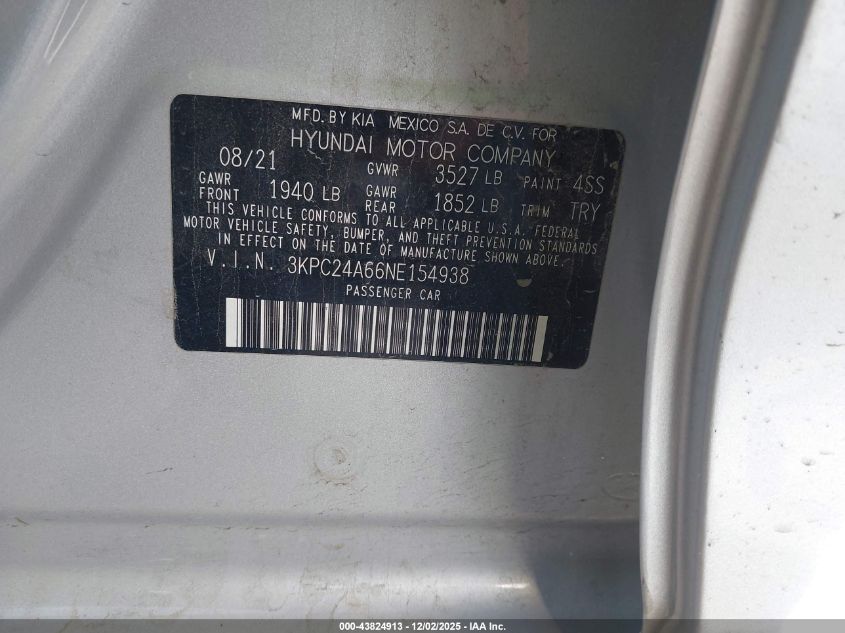 MFD. BY KIA MEXICO S.A. DE C.V. FOR
HYUNDAI MOTOR COMPANY
08/21 GVWR 3527 LB PAINT 4SS
GAWR FRONT 1940 LB GAWR REAR 1852 LB TRIM TRY
THIS VEHICLE CONFORMS TO ALL APPLICABLE U.S.A. FEDERAL
MOTOR VEHICLE SAFETY, BUMPER, AND THEFT PREVENTION STANDARDS
IN EFFECT ON THE DATE OF MANUFACTURE SHOWN ABOVE.
V.I.N. 3KPC24A66NE154938
PASSENGER CAR
000-43824913 - 12/02/2025 - IAA Inc.